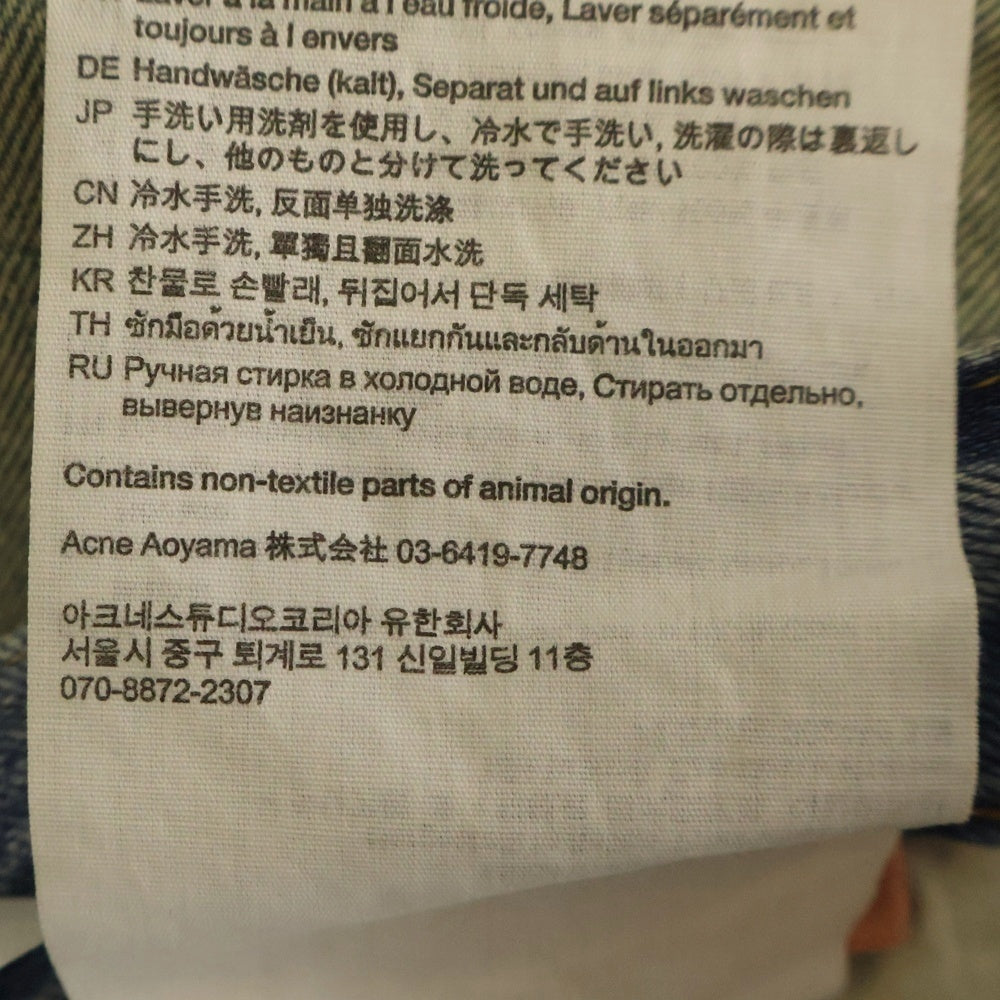 Laver à la main à l'eau froide, Laver séparément et
toujours à l envers
DE Handwäsche (kalt), Separat und auf links waschen
JP 手洗い用洗剤を使用し、冷水で手洗い, 洗濯の際は裏返し
にし、他のものと分けて洗ってください
CN 冷水手洗, 反面单独洗涤
ZH 冷水手洗, 單獨且翻面水洗
KR 찬물로 손빨래, 뒤집어서 단독 세탁
TH ซักมือด้วยน้ำเย็น, ซักแยกกันและกลับด้านในออกมา
RU Ручная стирка в холодной воде, Стирать отдельно,
вывернув наизнанку
Contains non-textile parts of animal origin.
Acne Aoyama 株式会社 03-6419-7748
아크네스튜디오코리아 유한회사
서울시 중구 퇴계로 131 신일빌딩 11층
070-8872-2307